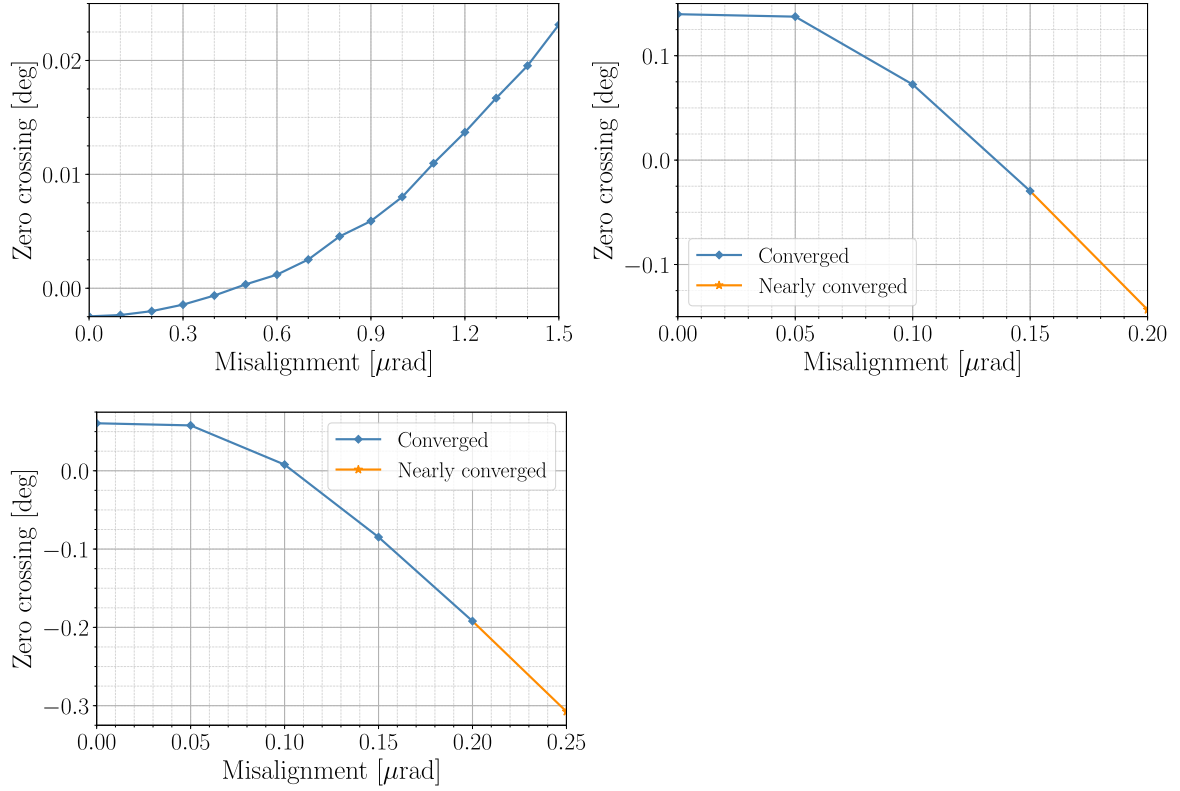 Zero crossing [deg]
0.02
0.01
0.00
0.0 0.3 0.6 0.9 1.2 1.5
Misalignment [μrad]
Zero crossing [deg]
0.1
0.0
−0.1
Converged
Nearly converged
0.00 0.05 0.10 0.15 0.20
Misalignment [μrad]
Zero crossing [deg]
0.0
−0.1
−0.2
−0.3
Converged
Nearly converged
0.00 0.05 0.10 0.15 0.20 0.25
Misalignment [μrad]